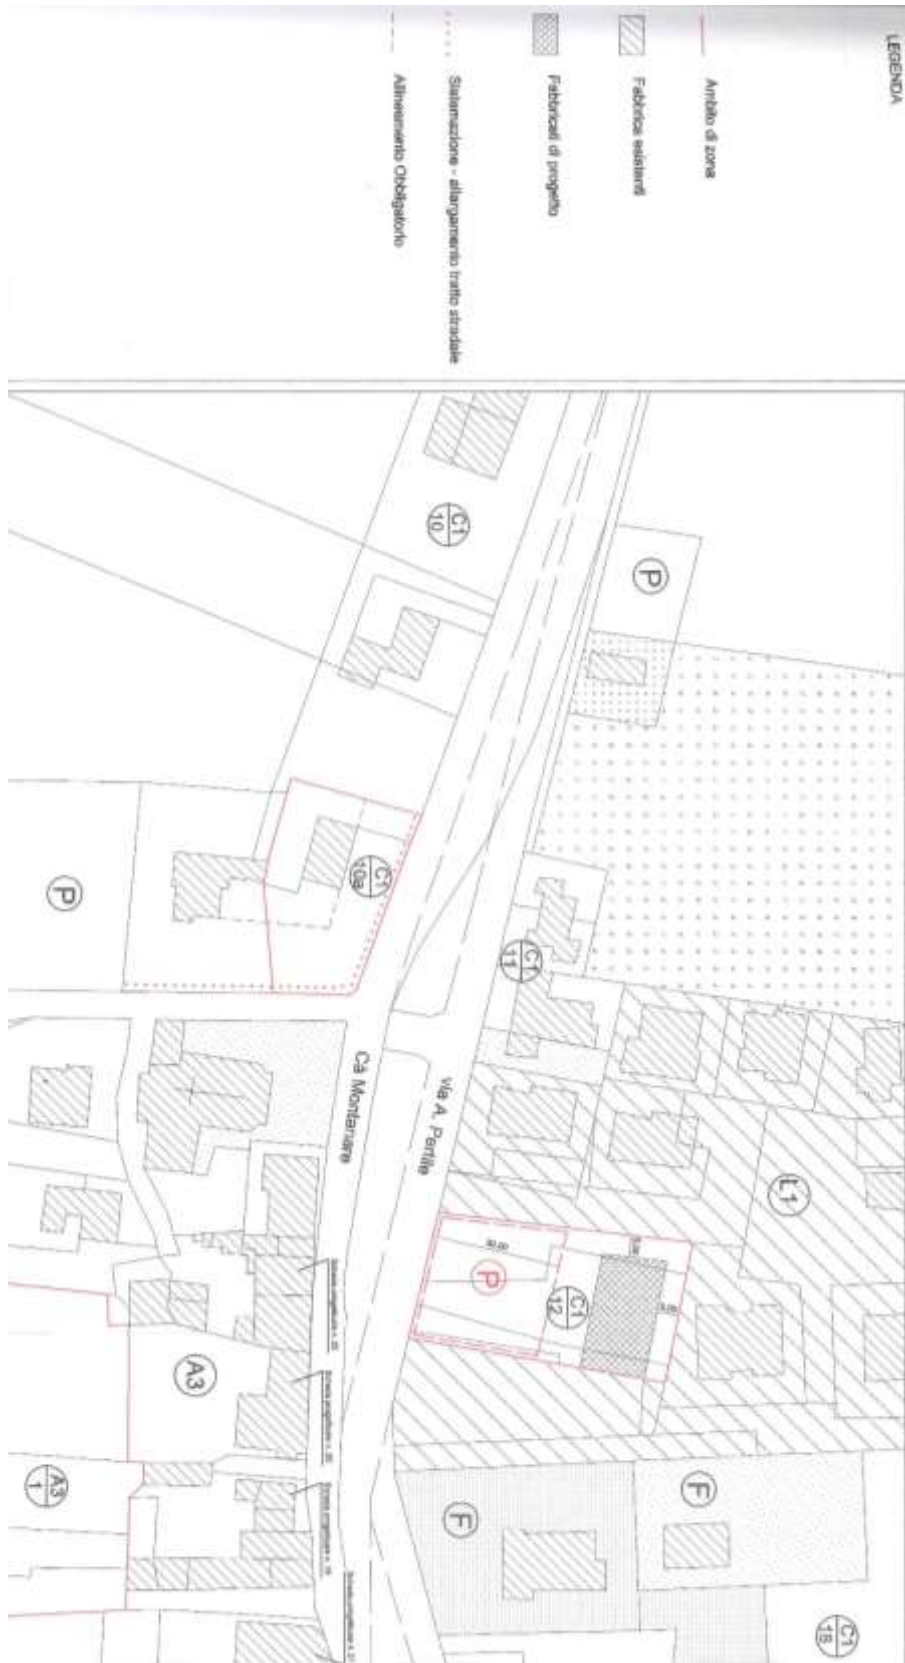 LEGENDA
Ambito di zona
Fabbrica esistenti
Fabbricati di progetto
Sistemazione - allargamento tratto stradale
Allineamento Obbligatorio
P
C1
10
C1
10a
P
C1
11
Cà Montanare
via A. Pertile
L1
P
C1
12
A3
A3
1
F
F
C1